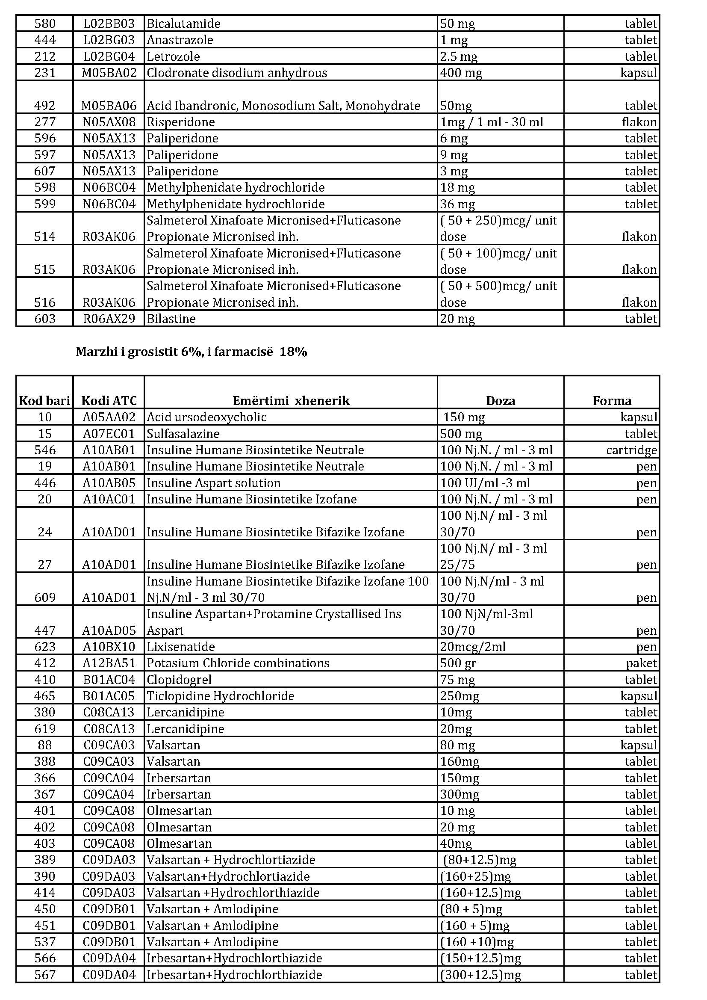 580 L02BB03 Bicalutamide 50 mg tablet
444 L02BG03 Anastrazole 1 mg tablet
212 L02BG04 Letrozole 2.5 mg tablet
231 M05BA02 Clodronate disodium anhydrous 400 mg kapsul
492 M05BA06 Acid Ibandronic, Monosodium Salt, Monohydrate 50mg tablet
277 N05AX08 Risperidone 1mg / 1 ml - 30 ml flakon
596 N05AX13 Paliperidone 6 mg tablet
597 N05AX13 Paliperidone 9 mg tablet
607 N05AX13 Paliperidone 3 mg tablet
598 N06BC04 Methylphenidate hydrochloride 18 mg tablet
599 N06BC04 Methylphenidate hydrochloride 36 mg tablet
Salmeterol Xinafoate Micronised+Fluticasone ( 50 + 250)mcg/ unit
514 R03AK06 Propionate Micronised inh. dose flakon
Salmeterol Xinafoate Micronised+Fluticasone ( 50 + 100)mcg/ unit
515 R03AK06 Propionate Micronised inh. dose flakon
Salmeterol Xinafoate Micronised+Fluticasone ( 50 + 500)mcg/ unit
516 R03AK06 Propionate Micronised inh. dose flakon
603 R06AX29 Bilastine 20 mg tablet
Marzhi i grosistit 6%, i farmacisë 18%
Kod bari Kodi ATC Emërtimi xhenerik Doza Forma
10 A05AA02 Acid ursodeoxycholic 150 mg kapsul
15 A07EC01 Sulfasalazine 500 mg tablet
546 A10AB01 Insuline Humane Biosintetike Neutrale 100 Nj.N. / ml - 3 ml cartridge
19 A10AB01 Insuline Humane Biosintetike Neutrale 100 Nj.N. / ml - 3 ml pen
446 A10AB05 Insuline Aspart solution 100 UI/ml -3 ml pen
20 A10AC01 Insuline Humane Biosintetike Izofane 100 Nj.N. / ml - 3 ml pen
100 Nj.N/ ml - 3 ml
24 A10AD01 Insuline Humane Biosintetike Bifazike Izofane 30/70 pen
100 Nj.N/ ml - 3 ml
27 A10AD01 Insuline Humane Biosintetike Bifazike Izofane 25/75 pen
Insuline Humane Biosintetike Bifazike Izofane 100 100 Nj.N/ml - 3 ml
609 A10AD01 Nj.N/ml - 3 ml 30/70 30/70 pen
Insuline Aspartan+Protamine Crystallised Ins 100 NjN/ml-3ml
447 A10AD05 Aspart 30/70 pen
623 A10BX10 Lixisenatide 20mcg/2ml pen
412 A12BA51 Potasium Chloride combinations 500 gr paket
410 B01AC04 Clopidogrel 75 mg tablet
465 B01AC05 Ticlopidine Hydrochloride 250mg kapsul
380 C08CA13 Lercanidipine 10mg tablet
619 C08CA13 Lercanidipine 20mg tablet
88 C09CA03 Valsartan 80 mg kapsul
388 C09CA03 Valsartan 160mg tablet
366 C09CA04 Irbersartan 150mg tablet
367 C09CA04 Irbersartan 300mg tablet
401 C09CA08 Olmesartan 10 mg tablet
402 C09CA08 Olmesartan 20 mg tablet
403 C09CA08 Olmesartan 40mg tablet
389 C09DA03 Valsartan + Hydrochlortiazide (80+12.5)mg tablet
390 C09DA03 Valsartan+Hydrochlortiazide (160+25)mg tablet
414 C09DA03 Valsartan +Hydrochlorthiazide (160+12.5)mg tablet
450 C09DB01 Valsartan + Amlodipine (80 + 5)mg tablet
451 C09DB01 Valsartan + Amlodipine (160 + 5)mg tablet
537 C09DB01 Valsartan + Amlodipine (160 +10)mg tablet
566 C09DA04 Irbesartan+Hydrochlorthiazide (150+12.5)mg tablet
567 C09DA04 Irbesartan+Hydrochlorthiazide (300+12.5)mg tablet